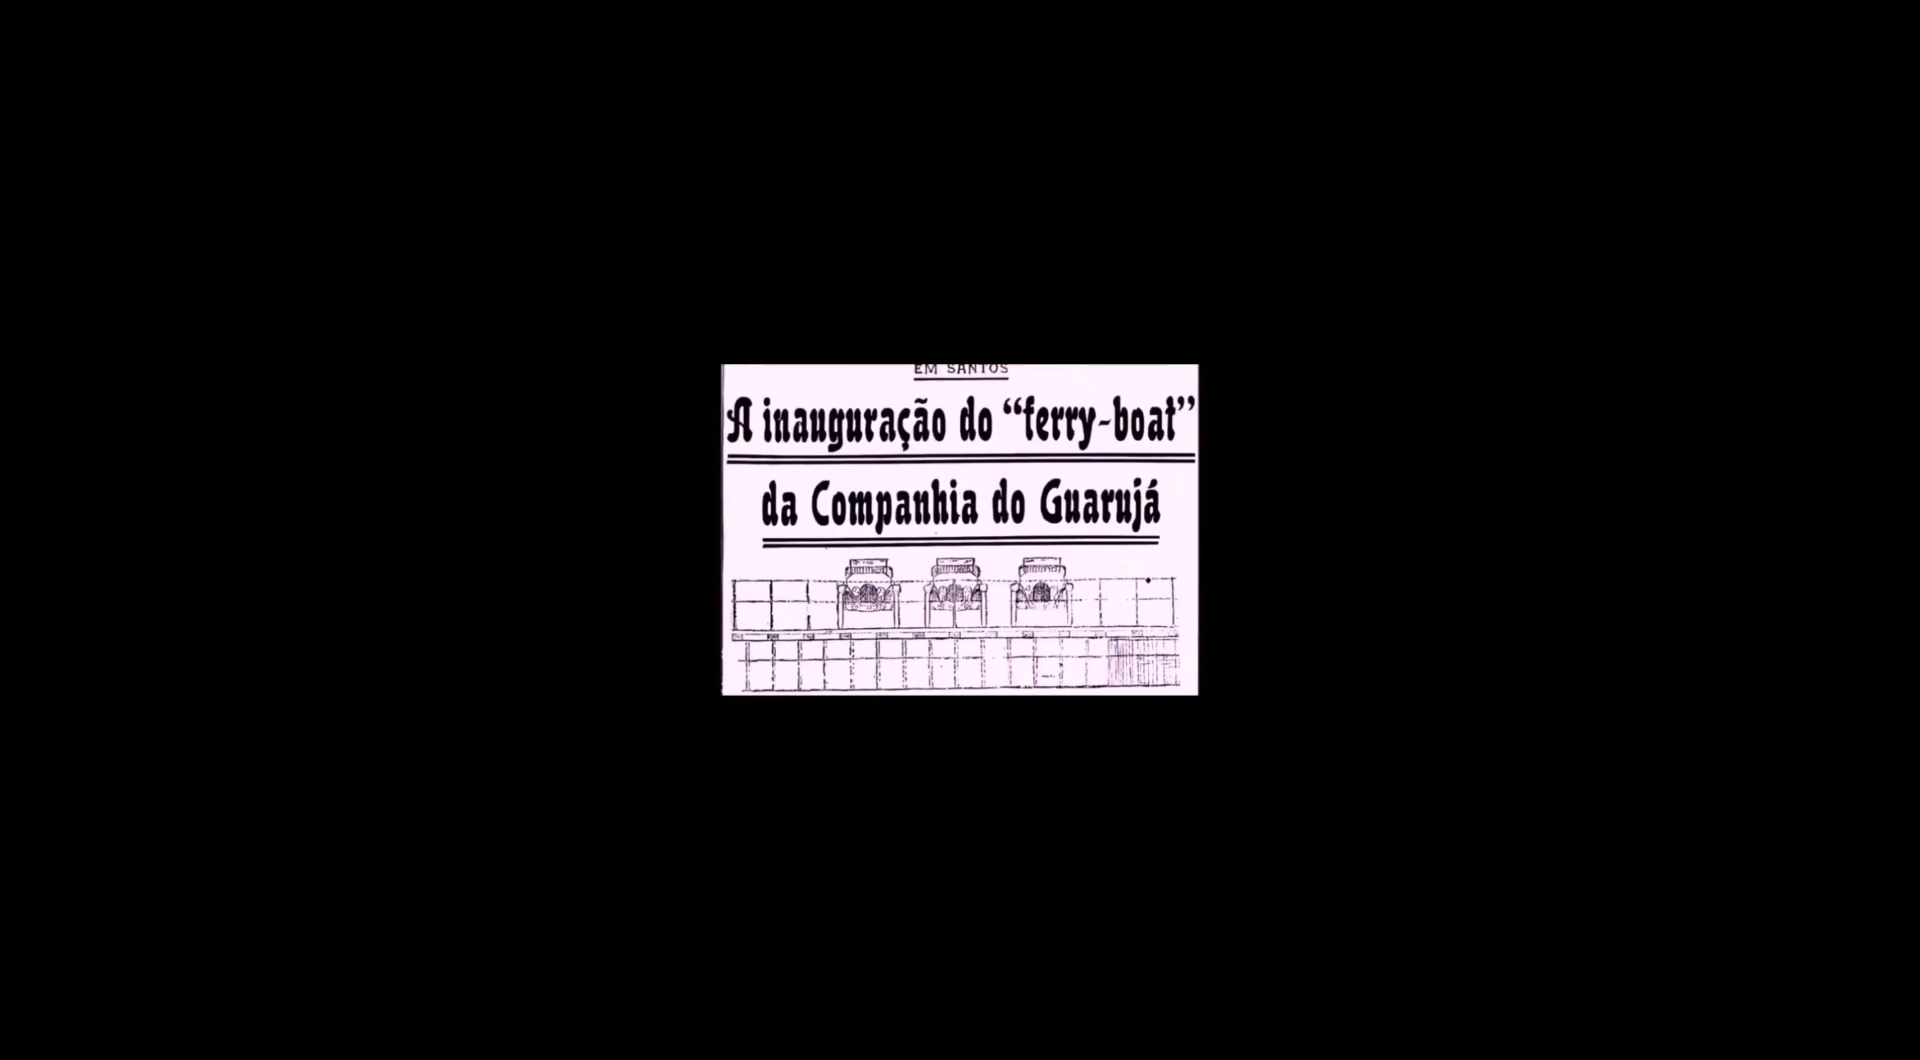 EM SANTOS
A inauguração do “ferry-boat”
da Companhia do Guarujá